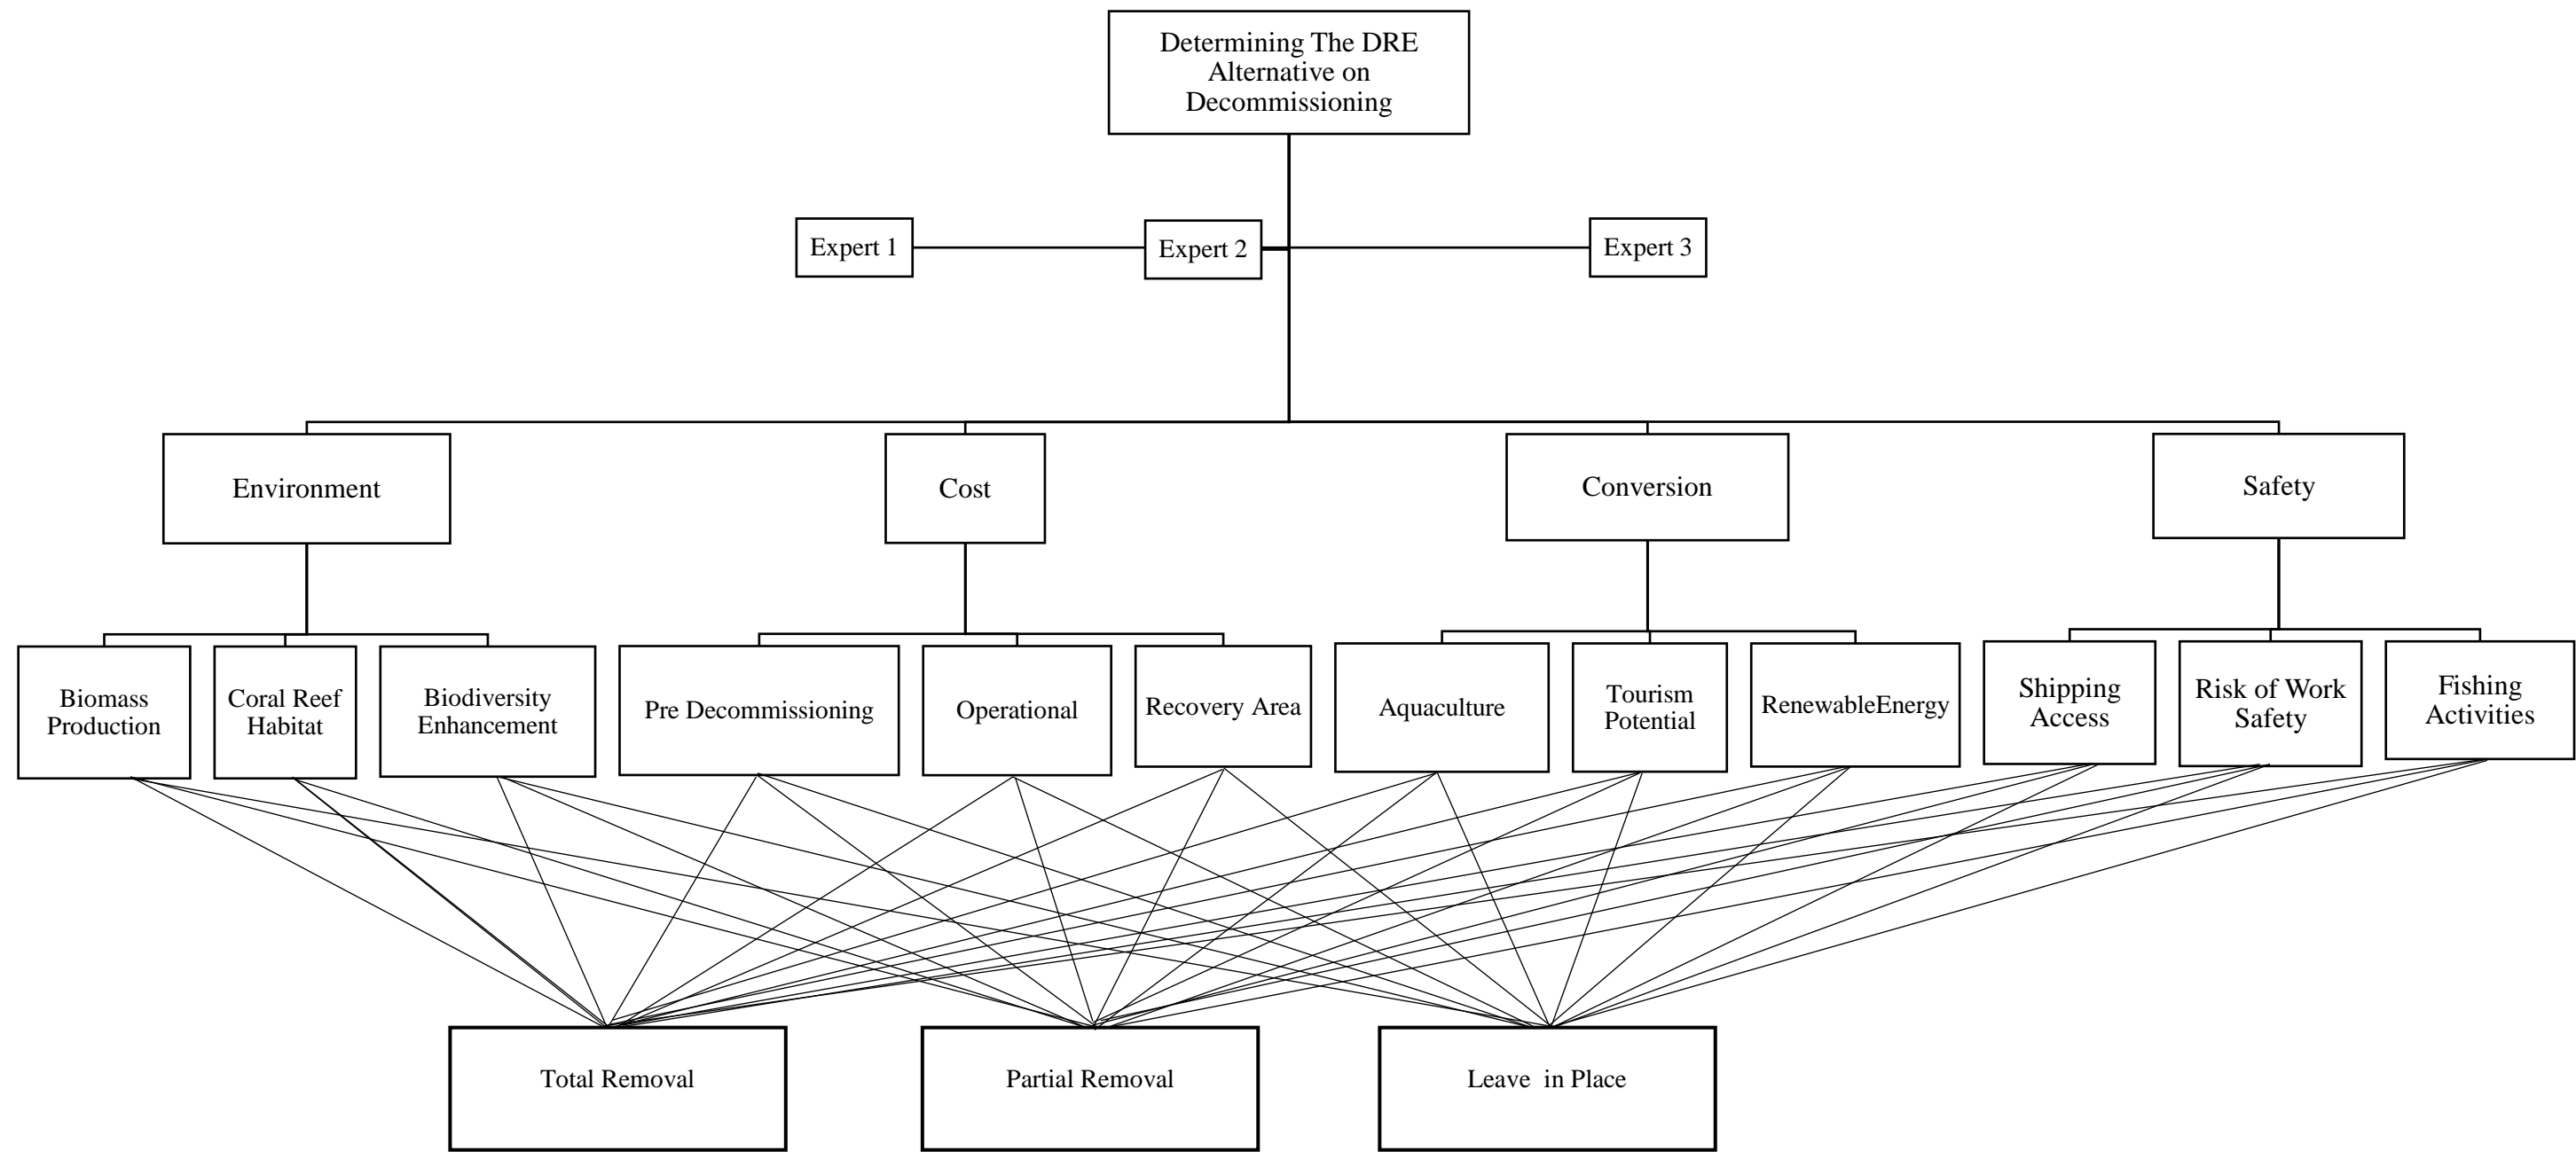 Determining The DRE
Alternative on
Decommissioning
Expert 1
Expert 2
Expert 3
Environment
Cost
Conversion
Safety
Biomass
Production
Coral Reef
Habitat
Biodiversity
Enhancement
Pre Decommissioning
Operational
Recovery Area
Aquaculture
Tourism
Potential
RenewableEnergy
Shipping
Access
Risk of Work
Safety
Fishing
Activities
Total Removal
Partial Removal
Leave  in Place